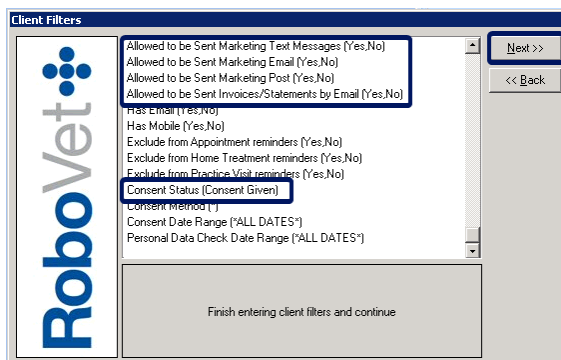 Client Filters
RoboVet
Allowed to be Sent Marketing Text Messages (Yes,No)
Allowed to be Sent Marketing Email (Yes,No)
Allowed to be Sent Marketing Post (Yes,No)
Allowed to be Sent Invoices/Statements by Email (Yes,No)
Has Email (Yes,No)
Has Mobile (Yes,No)
Exclude from Appointment reminders (Yes,No)
Exclude from Home Treatment reminders (Yes,No)
Exclude from Practice Visit reminders (Yes,No)
Consent Status (Consent Given)
Consent Method (*)
Consent Date Range (*ALL DATES*)
Personal Data Check Date Range (*ALL DATES*)
Finish entering client filters and continue
Next >>
<< Back